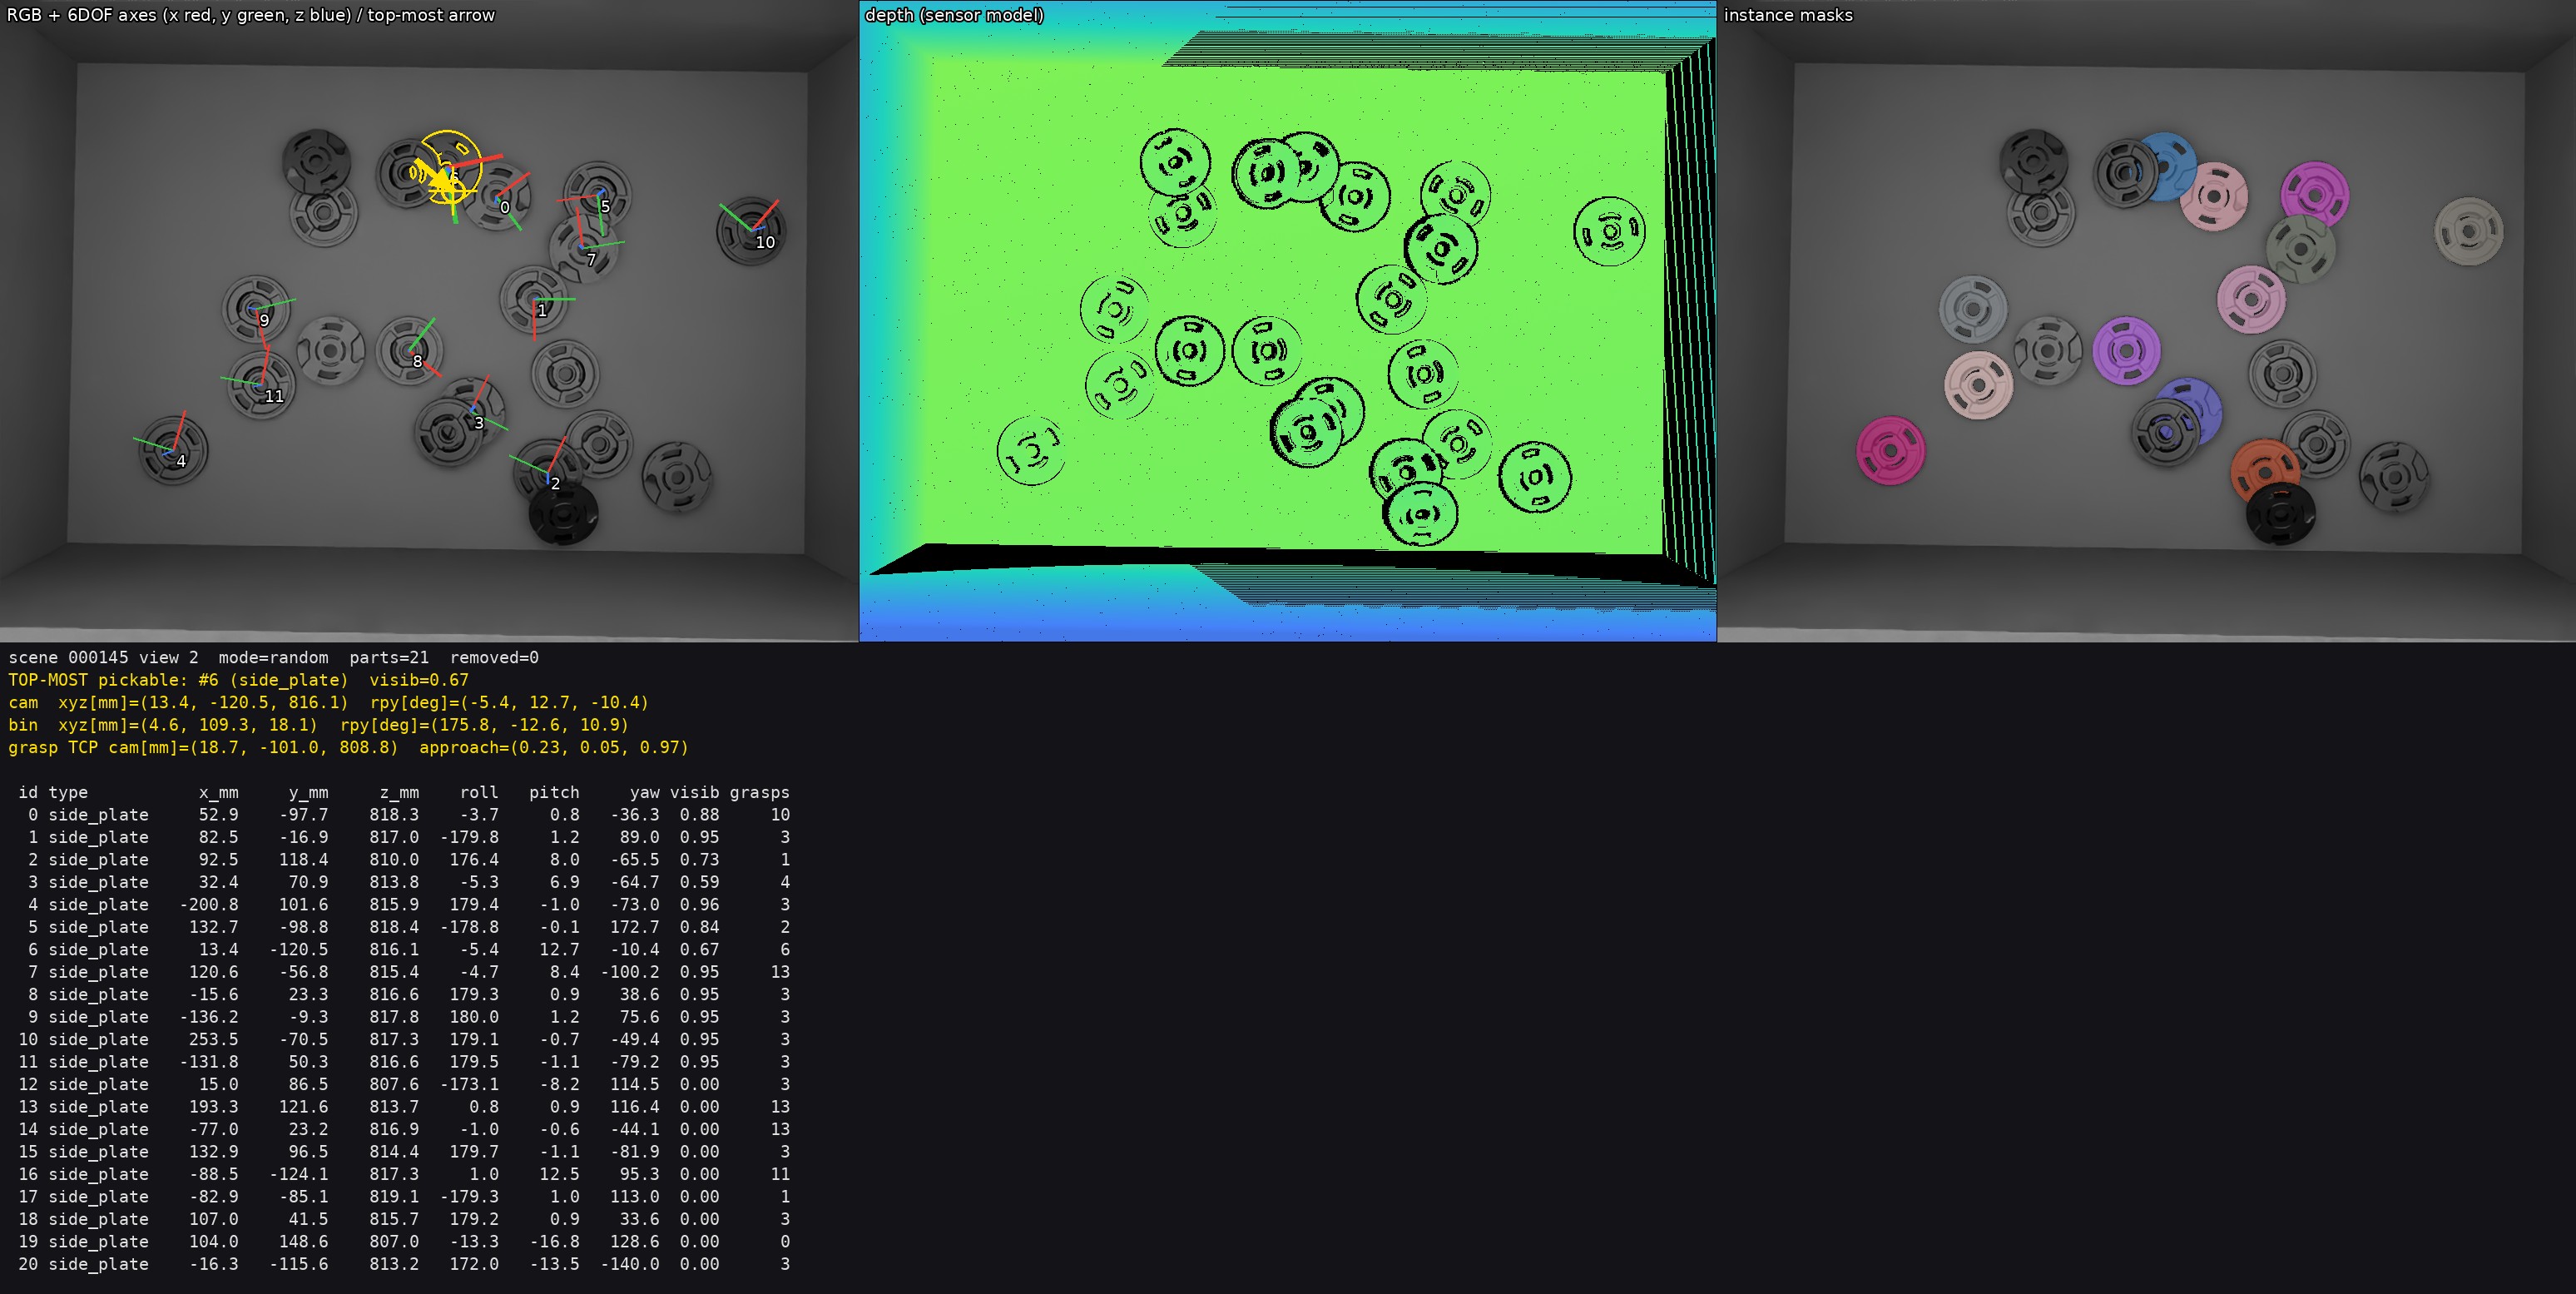 RGB + 6DOF axes (x red, y green, z blue) / top-most arrow
depth (sensor model)
instance masks
6
0
5
10
7
1
9
8
11
3
4
2
scene 000145 view 2  mode=random  parts=21  removed=0
TOP-MOST pickable: #6 (side_plate)  visib=0.67
cam  xyz[mm]=(13.4, -120.5, 816.1)  rpy[deg]=(-5.4, 12.7, -10.4)
bin  xyz[mm]=(4.6, 109.3, 18.1)  rpy[deg]=(175.8, -12.6, 10.9)
grasp TCP cam[mm]=(18.7, -101.0, 808.8)  approach=(0.23, 0.05, 0.97)
id type x_mm y_mm z_mm roll pitch yaw visib grasps
0 side_plate 52.9 -97.7 818.3 -3.7 0.8 -36.3 0.88 10
1 side_plate 82.5 -16.9 817.0 -179.8 1.2 89.0 0.95 3
2 side_plate 92.5 118.4 810.0 176.4 8.0 -65.5 0.73 1
3 side_plate 32.4 70.9 813.8 -5.3 6.9 -64.7 0.59 4
4 side_plate -200.8 101.6 815.9 179.4 -1.0 -73.0 0.96 3
5 side_plate 132.7 -98.8 818.4 -178.8 -0.1 172.7 0.84 2
6 side_plate 13.4 -120.5 816.1 -5.4 12.7 -10.4 0.67 6
7 side_plate 120.6 -56.8 815.4 -4.7 8.4 -100.2 0.95 13
8 side_plate -15.6 23.3 816.6 179.3 0.9 38.6 0.95 3
9 side_plate -136.2 -9.3 817.8 180.0 1.2 75.6 0.95 3
10 side_plate 253.5 -70.5 817.3 179.1 -0.7 -49.4 0.95 3
11 side_plate -131.8 50.3 816.6 179.5 -1.1 -79.2 0.95 3
12 side_plate 15.0 86.5 807.6 -173.1 -8.2 114.5 0.00 3
13 side_plate 193.3 121.6 813.7 0.8 0.9 116.4 0.00 13
14 side_plate -77.0 23.2 816.9 -1.0 -0.6 -44.1 0.00 13
15 side_plate 132.9 96.5 814.4 179.7 -1.1 -81.9 0.00 3
16 side_plate -88.5 -124.1 817.3 1.0 12.5 95.3 0.00 11
17 side_plate -82.9 -85.1 819.1 -179.3 1.0 113.0 0.00 1
18 side_plate 107.0 41.5 815.7 179.2 0.9 33.6 0.00 3
19 side_plate 104.0 148.6 807.0 -13.3 -16.8 128.6 0.00 0
20 side_plate -16.3 -115.6 813.2 172.0 -13.5 -140.0 0.00 3